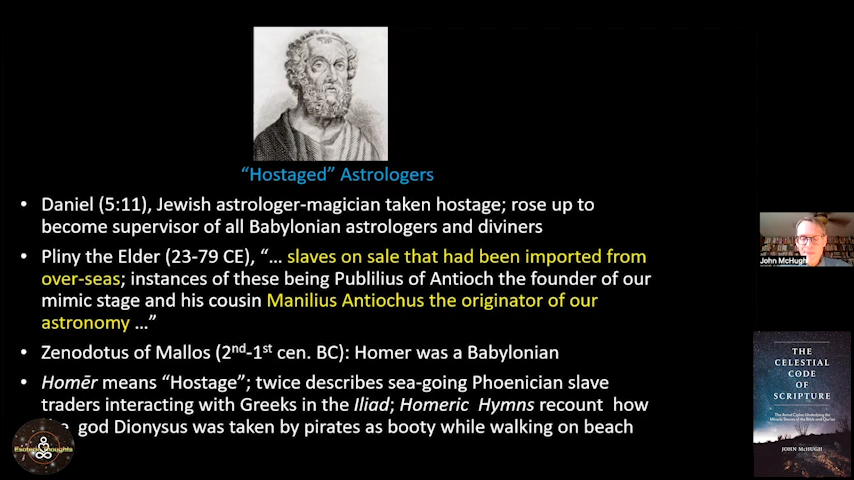 “Hostaged” Astrologers
• Daniel (5:11), Jewish astrologer-magician taken hostage; rose up to
become supervisor of all Babylonian astrologers and diviners
• Pliny the Elder (23-79 CE), “... slaves on sale that had been imported from
over-seas; instances of these being Publilius of Antioch the founder of our
mimic stage and his cousin Manilius Antiochus the originator of our
astronomy ...”
• Zenodotus of Mallos (2nd-1st cen. BC): Homer was a Babylonian
• Homēr means “Hostage”; twice describes sea-going Phoenician slave
traders interacting with Greeks in the Iliad; Homeric Hymns recount how
god Dionysus was taken by pirates as booty while walking on beach
Esoteric Thoughts
John McHugh
THE
CELESTIAL
CODE
OF
SCRIPTURE
JOHN MCHUGH